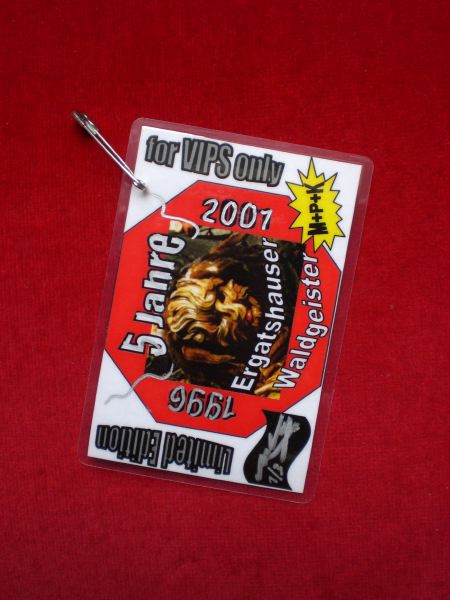 for VIPS only
2001
M+P+K
5 Jahre
Ergatshauser
Waldgeister
1996
Limited Edition